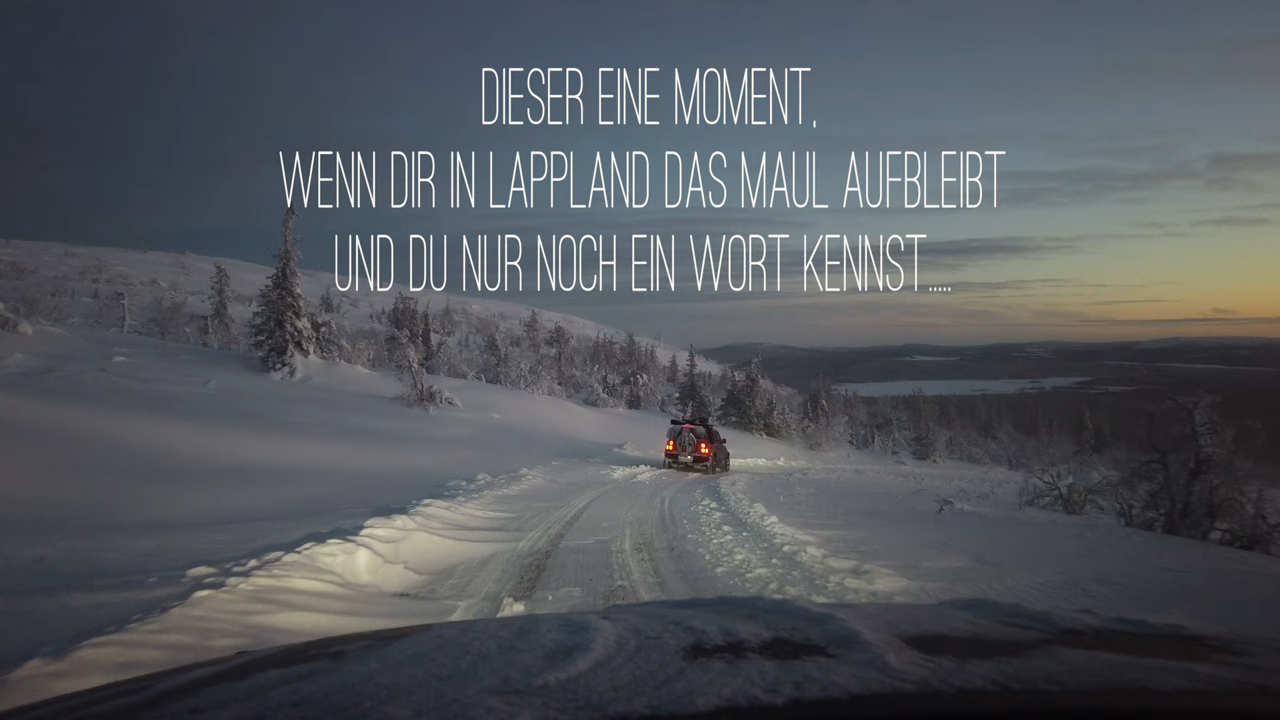 DIESER EINE MOMENT,
WENN DIR IN LAPPLAND DAS MAUL AUFBLEIBT
UND DU NUR NOCH EIN WORT KENNST.....